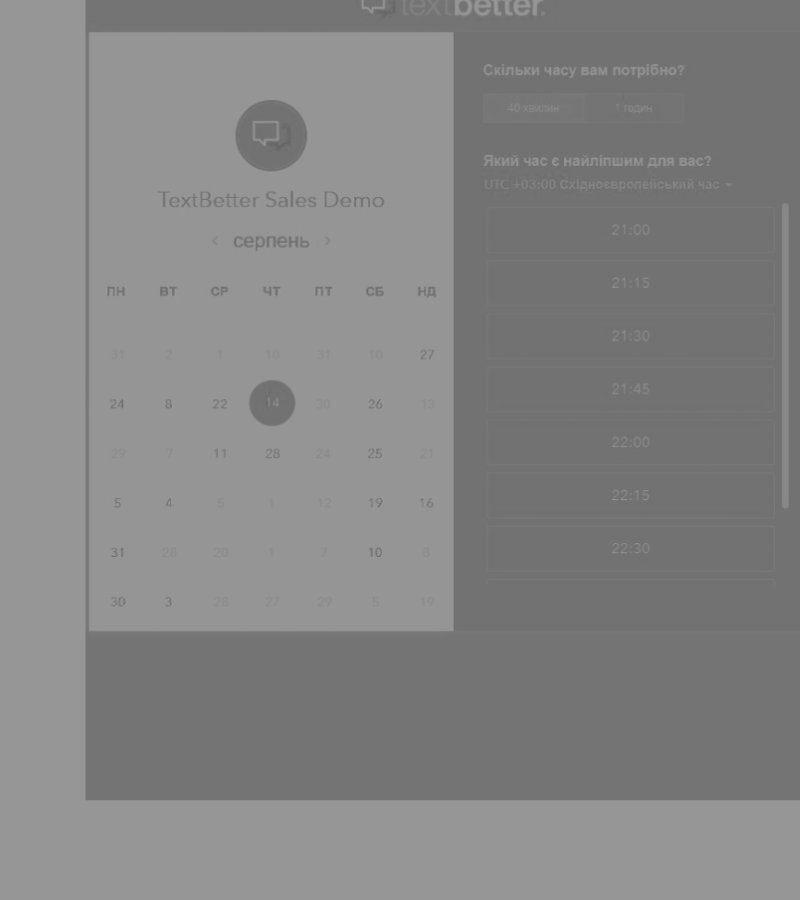 textbetter.
TextBetter Sales Demo
‹ серпень ›
ПН ВТ СР ЧТ ПТ СБ НД
31 2 1 10 31 10 27
24 8 22 14 30 26 13
29 7 11 28 24 25 21
5 4 5 1 12 19 16
31 28 20 1 7 10 8
30 3 28 27 29 5 19
Скільки часу вам потрібно?
40 хвилин 1 годин
Який час є найліпшим для вас?
UTC +03:00 Східноєвропейський час
21:00
21:15
21:30
21:45
22:00
22:15
22:30